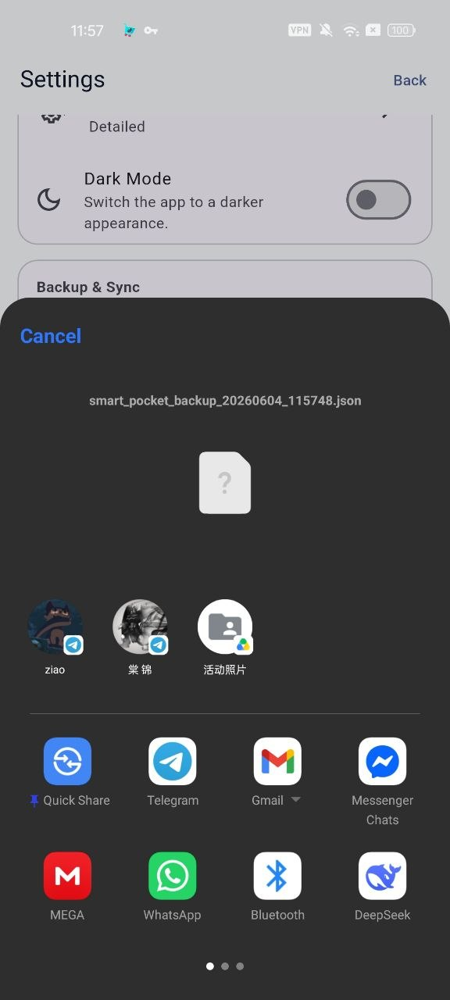 11:57
VPN
100
Settings
Back
Detailed
Dark Mode
Switch the app to a darker
appearance.
Backup & Sync
Cancel
smart_pocket_backup_20260604_115748.json
?
ziao
棠 锦
活动照片
Quick Share
Telegram
Gmail
Messenger
Chats
MEGA
WhatsApp
Bluetooth
DeepSeek